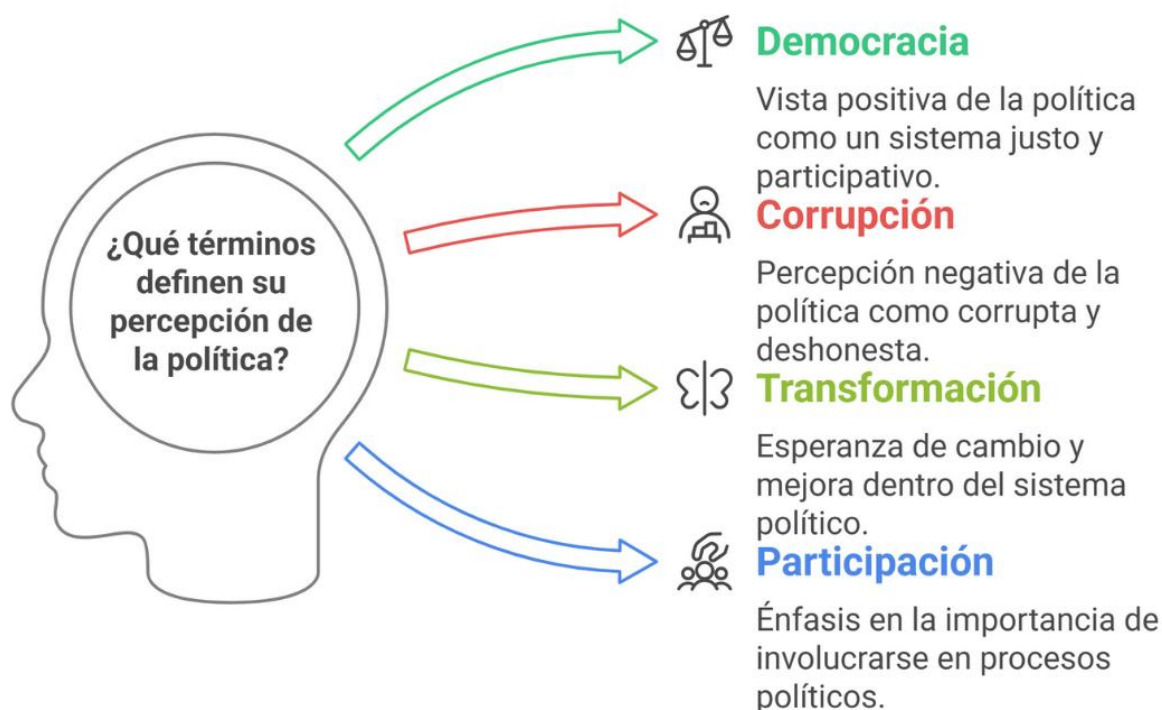 ¿Qué términos
definen su
percepción de
la política?
Democracia
Vista positiva de la política
como un sistema justo y
participativo.
Corrupción
Percepción negativa de la
política como corrupta y
deshonesta.
Transformación
Esperanza de cambio y
mejora dentro del sistema
político.
Participación
Énfasis en la importancia de
involucrarse en procesos
políticos.